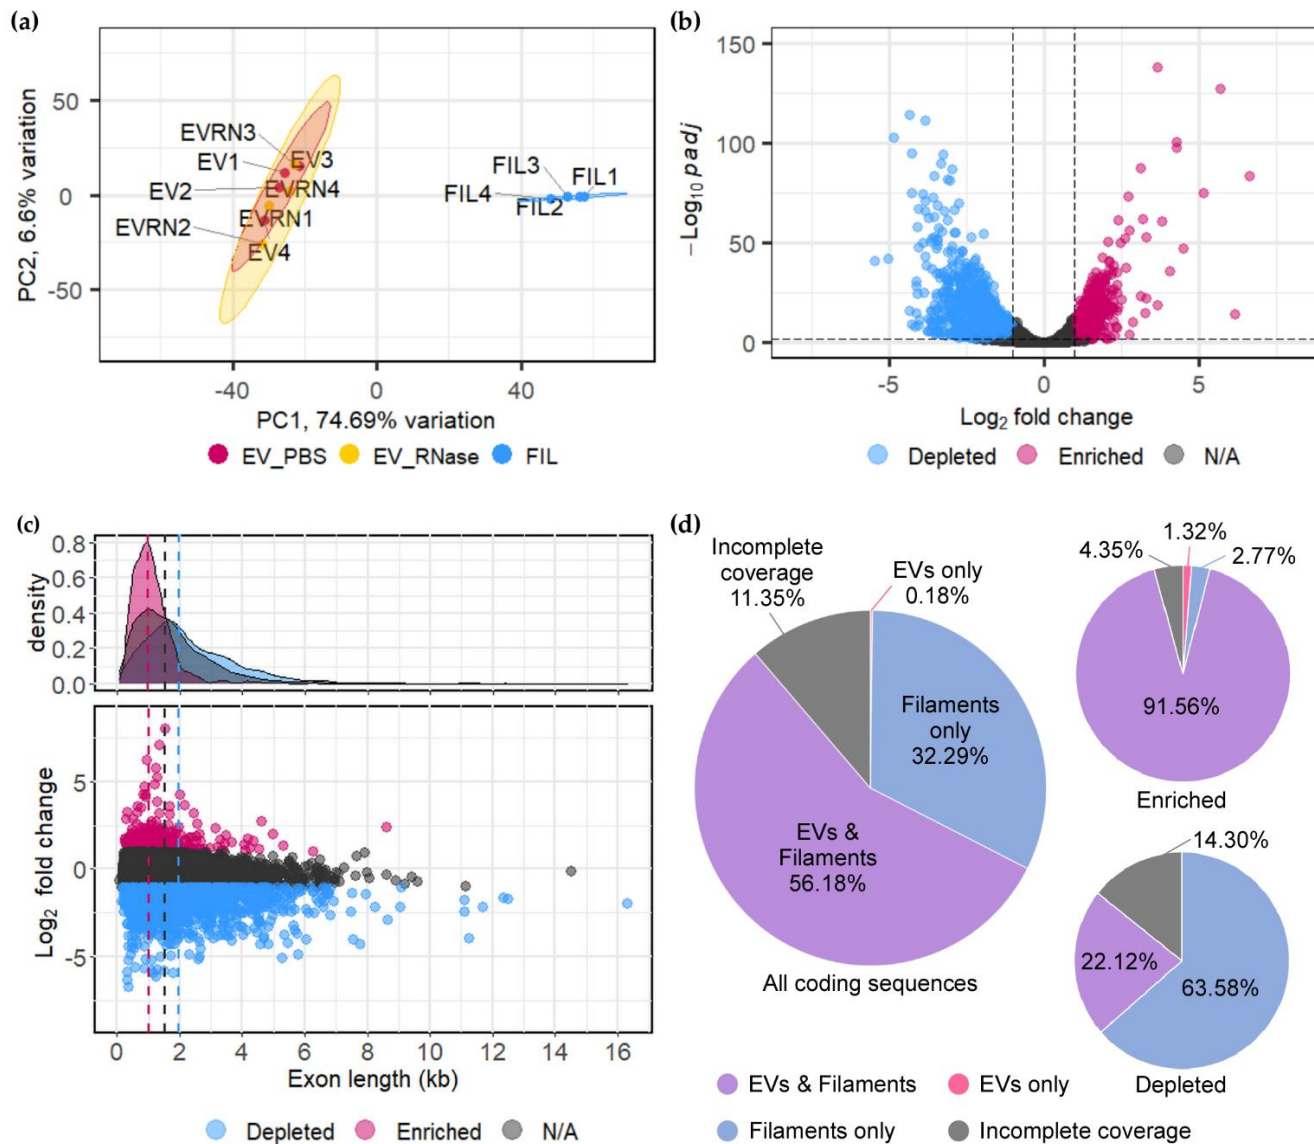 (a)
PC2, 6.6% variation
50
0
-50
EVRN3
EV1
EV3
EV2
EVRN4
EVRN1
EVRN2
EV4
FIL3
FIL1
FIL4
FIL2
-40
0
40
PC1, 74.69% variation
EV_PBS
EV_RNase
FIL
(b)
−Log10 padj
150
100
50
0
-5
0
5
Log2 fold change
Depleted
Enriched
N/A
(c)
density
0.8
0.6
0.4
0.2
0.0
Log2 fold change
5
0
-5
0
2
4
6
8
10
12
14
16
Exon length (kb)
Depleted
Enriched
N/A
(d)
Incomplete
coverage
11.35%
EVs only
0.18%
Filaments
only
32.29%
EVs &
Filaments
56.18%
All coding sequences
4.35%
1.32%
2.77%
91.56%
Enriched
14.30%
22.12%
63.58%
Depleted
EVs & Filaments
EVs only
Filaments only
Incomplete coverage